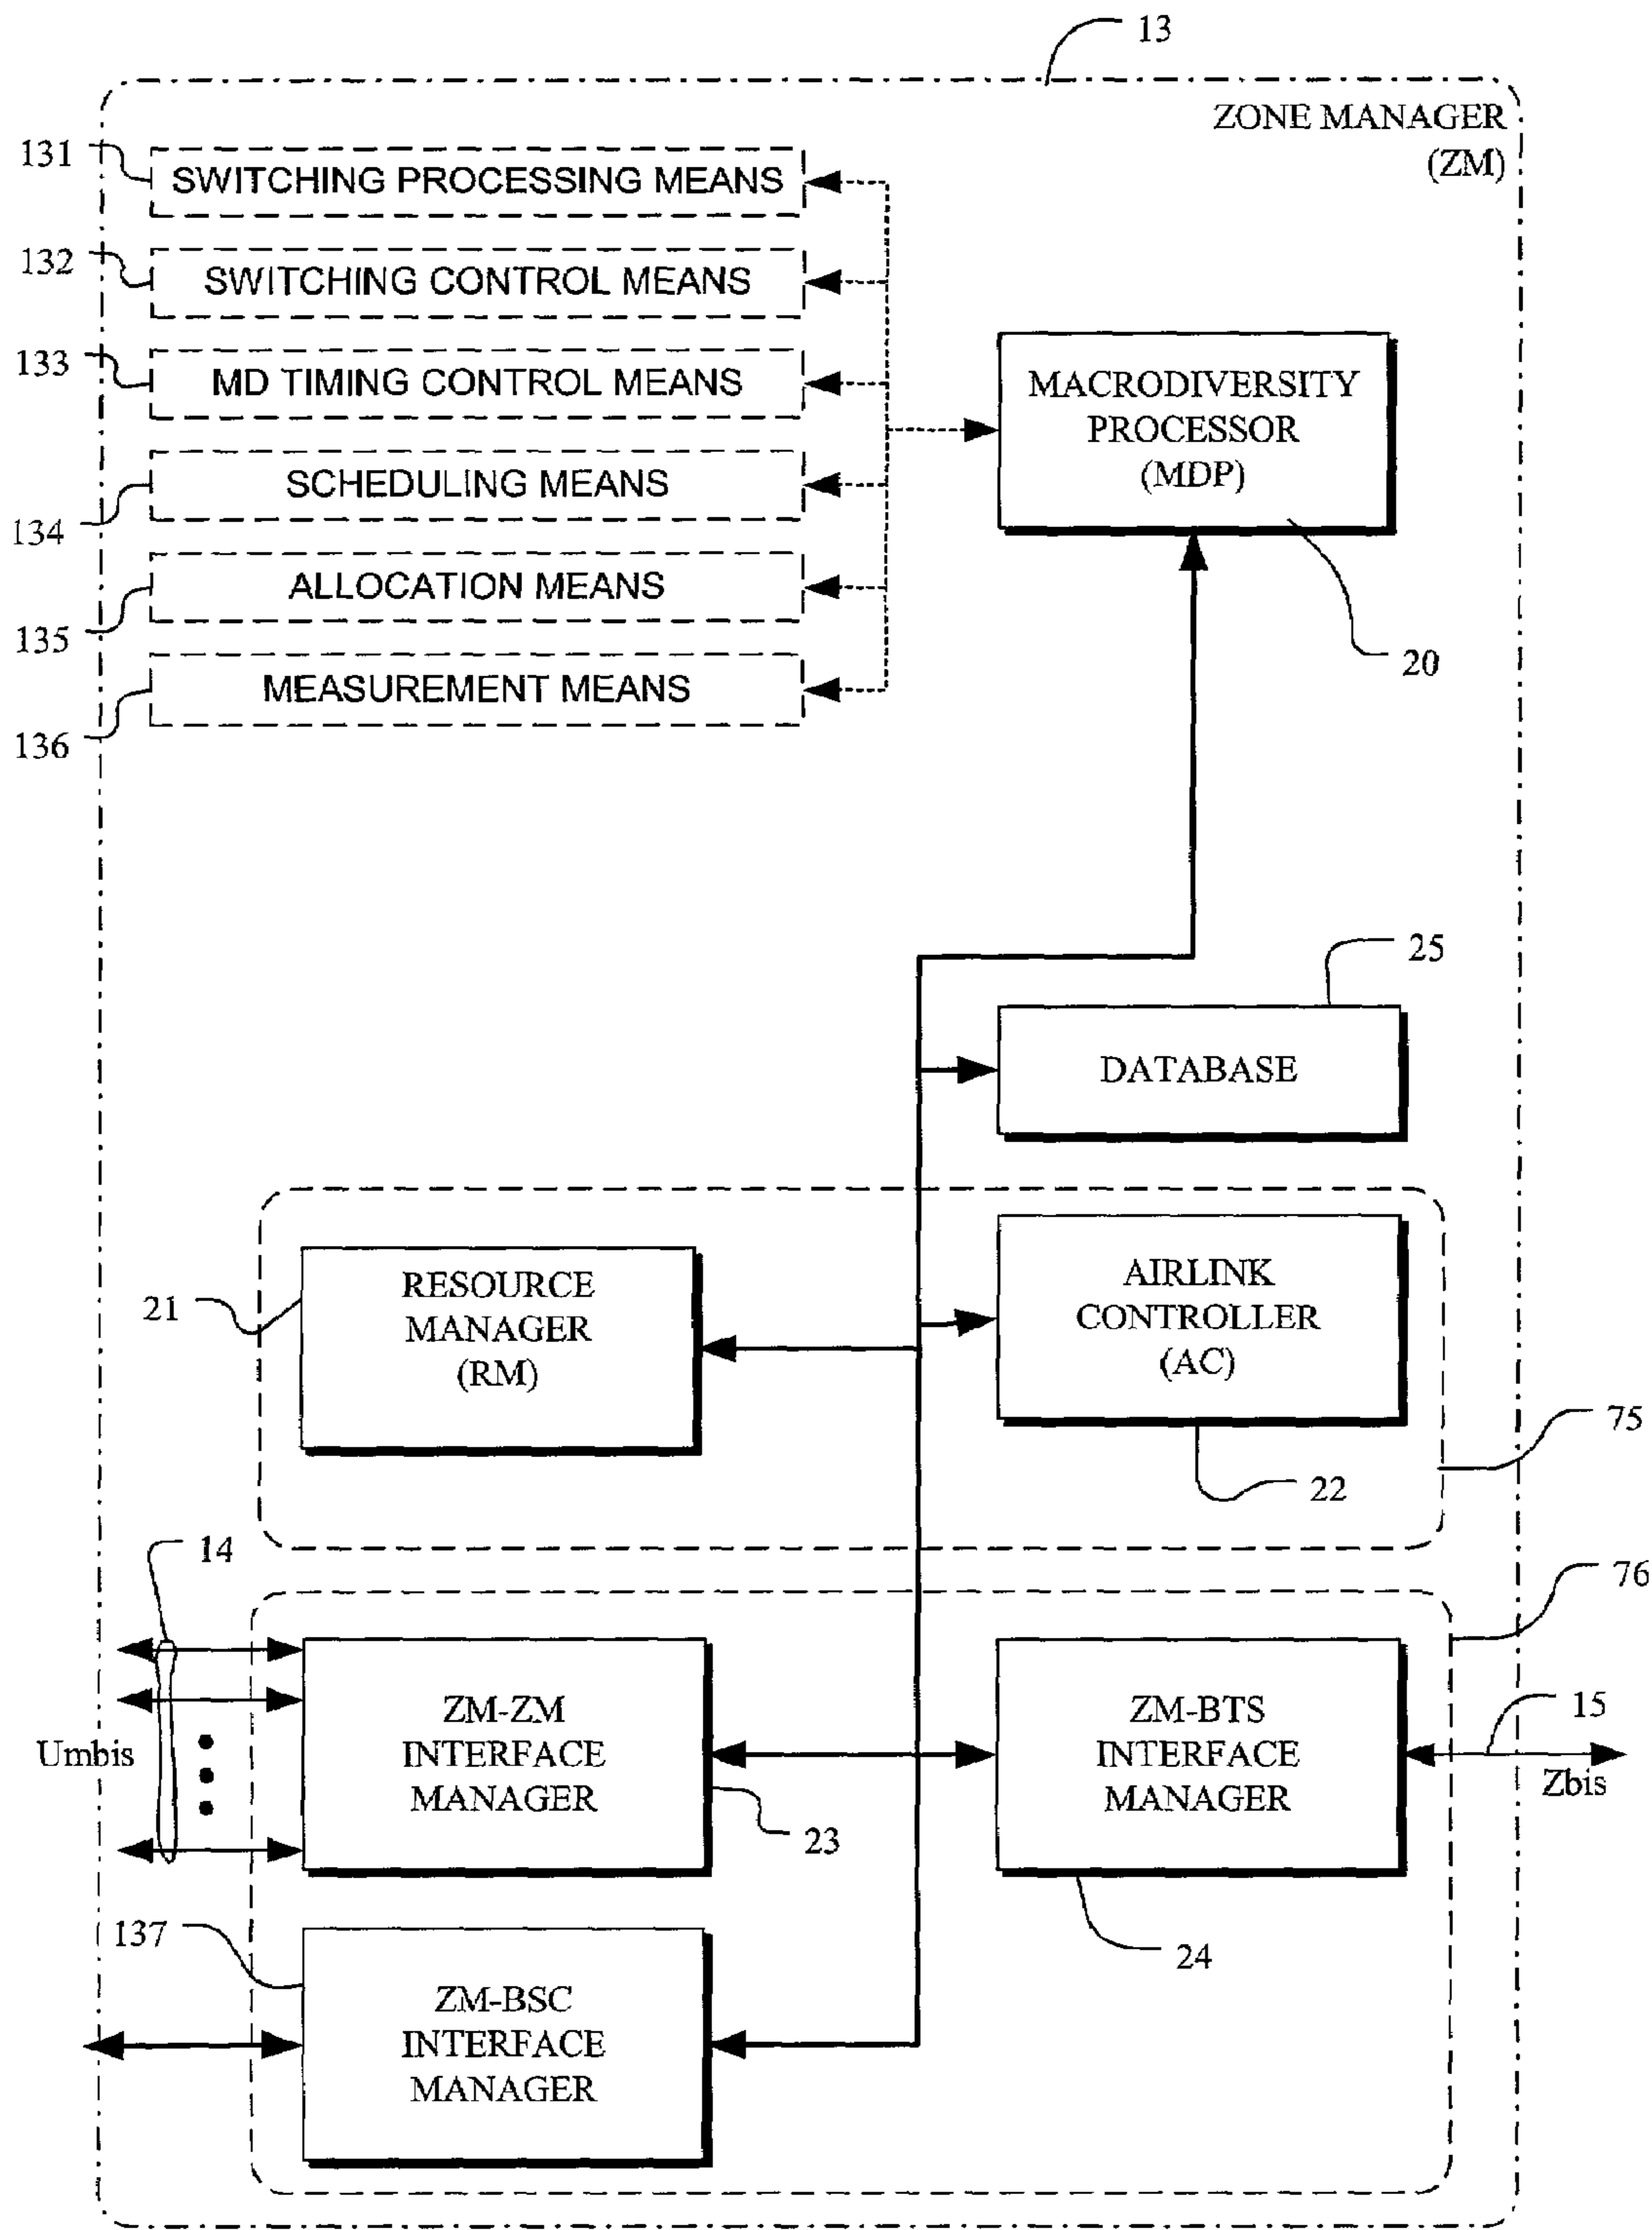 13
ZONE MANAGER
(ZM)
131
SWITCHING PROCESSING MEANS
132
SWITCHING CONTROL MEANS
133
MD TIMING CONTROL MEANS
134
SCHEDULING MEANS
135
ALLOCATION MEANS
136
MEASUREMENT MEANS
MACRODIVERSITY
PROCESSOR
(MDP)
20
25
DATABASE
21
RESOURCE
MANAGER
(RM)
AIRLINK
CONTROLLER
(AC)
22
75
14
76
Umbis
ZM-ZM
INTERFACE
MANAGER
23
ZM-BTS
INTERFACE
MANAGER
15
Zbis
24
137
ZM-BSC
INTERFACE
MANAGER